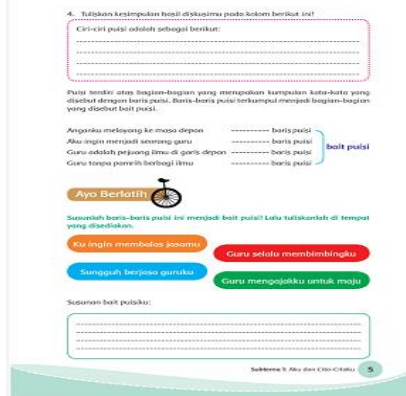 4. Tuliskan kesimpulan hasil diskusimu pada kolom berikut ini!
Ciri-ciri puisi adalah sebagai berikut:
Puisi terdiri atas bagian-bagian yang merupakan kumpulan kata-kata yang
disebut dengan baris puisi. Baris-baris puisi terkumpul menjadi bagian-bagian
yang disebut bait puisi.
Anganku melayang ke masa depan ---------- baris puisi
Aku ingin menjadi seorang guru ---------- baris puisi
bait puisi
Guru adalah pejuang ilmu di garis depan ---------- baris puisi
Guru tanpa pamrih berbagi ilmu ---------- baris puisi
Ayo Berlatih
Susunlah baris-baris puisi ini menjadi bait puisi! Lalu tuliskanlah di tempat
yang disediakan.
Ku ingin membalas jasamu
Guru selalu membimbingku
Sungguh berjasa guruku
Guru mengajakku untuk maju
Susunan bait puisiku:
Subtema 1: Aku dan Cita-Citaku 5